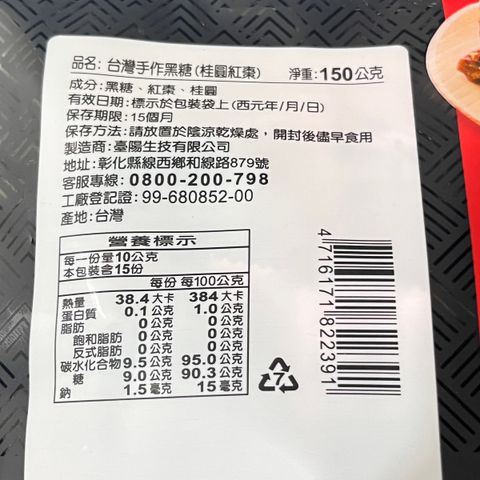 品名: 台灣手作黑糖(桂圓紅棗) 淨重:150公克
成分:黑糖、紅棗、桂圓
有效日期:標示於包裝袋上(西元年/月/日)
保存期限:15個月
保存方法:請放置於陰涼乾燥處，開封後儘早食用
製造商:臺陽生技有限公司
地址:彰化縣線西鄉和線路879號
客服專線:0800-200-798
工廠登記證:99-680852-00
產地:台灣
營養標示
每一份量10公克
本包裝含15份
每份 每100公克
熱量 38.4大卡 384大卡
蛋白質 0.1公克 1.0公克
脂肪 0公克 0公克
飽和脂肪 0公克 0公克
反式脂肪 0公克 0公克
碳水化合物 9.5公克 95.0公克
糖 9.0公克 90.3公克
鈉 1.5毫克 15毫克
7
4716171822391